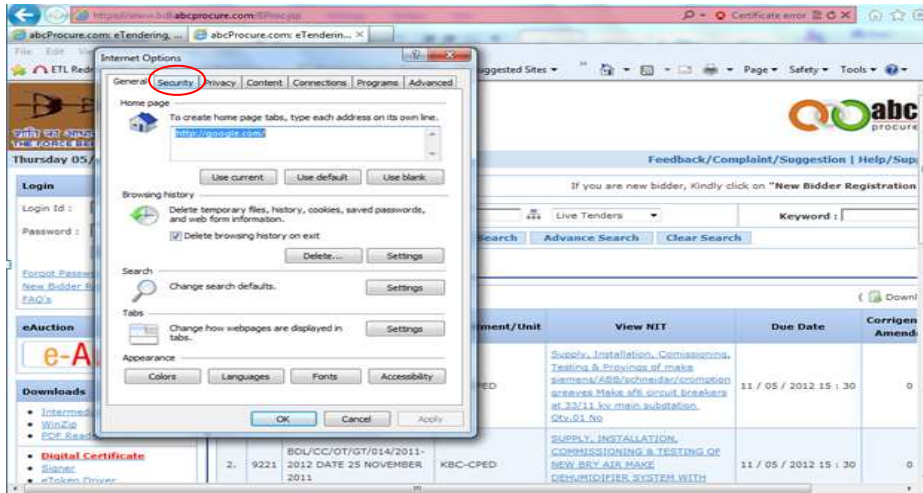 abcprocure.com
Certificate error
abcProcure.com: eTendering, ...
abcProcure.com: eTenderin...
File Edit
Internet Options
ETL Redr
uggested Sites
Page Safety Tools
General Security Privacy Content Connections Programs Advanced
Home page
To create home page tabs, type each address on its own line.
http://google.com/
Use current Use default Use blank
Browsing history
Delete temporary files, history, cookies, saved passwords,
and web form information.
Delete browsing history on exit
Delete... Settings
Search
Change search defaults. Settings
Tabs
Change how webpages are displayed in
tabs.
Settings
Appearance
Colors Languages Fonts Accessibility
OK Cancel Apply
abc
procure
THE FORCE BE
Thursday 05/
Feedback/Complaint/Suggestion | Help/Sup
Login
If you are new bidder, Kindly click on "New Bidder Registration
Login Id :
Live Tenders
Keyword :
Password :
Search Advance Search Clear Search
Forgot Passw
New Bidder R
FAQ's
( Downl
eAuction
ment/Unit View NIT Due Date Corrigen
Amend
e-A
Supply, Installation, Comissioning,
Testing & Provings of make
siemens/ABB/schneider/crompton
greaves Make sf6 circuit breakers
at 33/11 kv main substation.
Qty.01 No
PED
11 / 05 / 2012 15 : 30
0
Downloads
Intermed
WinZip
PDF Reade
Digital Certificate
Signer
eToken Driver
2. 9221
BDL/CC/OT/GT/014/2011-
2012 DATE 25 NOVEMBER
2011
KBC-CPED
SUPPLY, INSTALLATION,
COMMISSIONING & TESTING OF
NEW BRY AIR MAKE
DEHUMIDIFIER SYSTEM WITH
11 / 05 / 2012 15 : 30
0